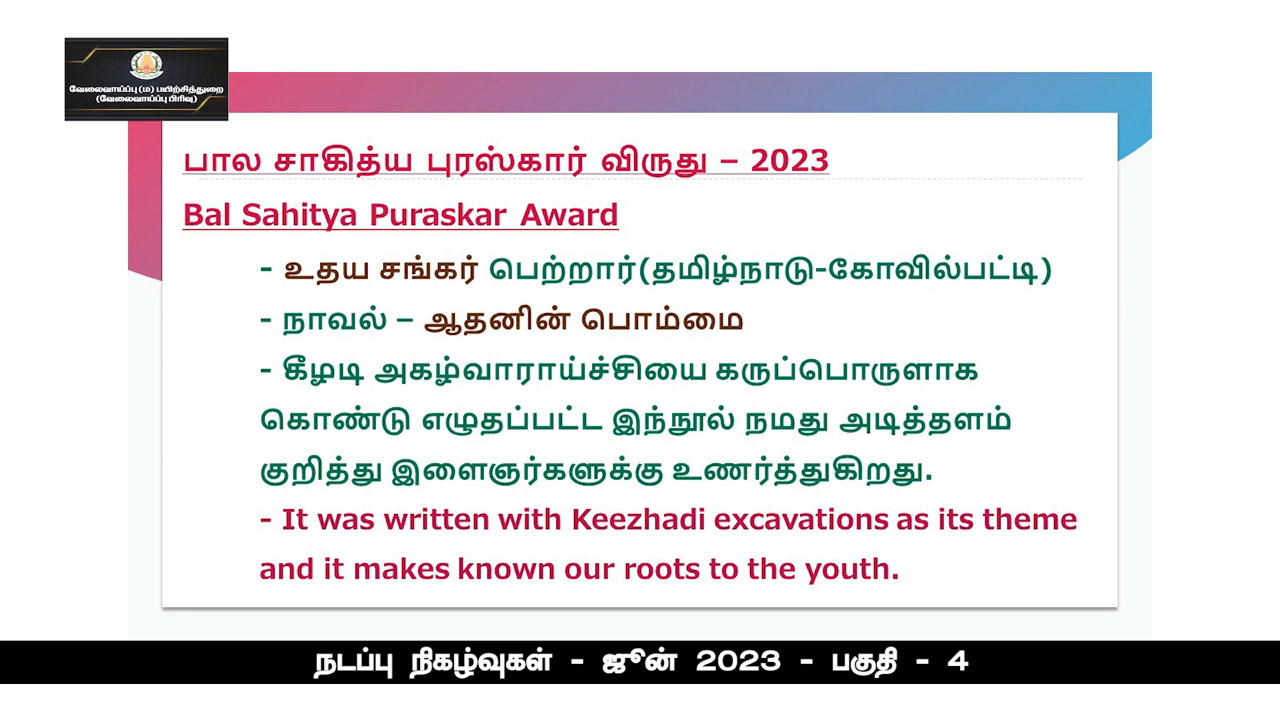 வேலைவாய்ப்பு (ம) பயிற்சித்துறை
(வேலைவாய்ப்பு பிரிவு)
பால சாகித்ய புரஸ்கார் விருது – 2023
Bal Sahitya Puraskar Award
- உதய சங்கர் பெற்றார்(தமிழ்நாடு-கோவில்பட்டி)
- நாவல் – ஆதனின் பொம்மை
- கீழடி அகழ்வாராய்ச்சியை கருப்பொருளாக
கொண்டு எழுதப்பட்ட இந்நூல் நமது அடித்தளம்
குறித்து இளைஞர்களுக்கு உணர்த்துகிறது.
- It was written with Keezhadi excavations as its theme
and it makes known our roots to the youth.
நடப்பு நிகழ்வுகள் - ஜூன் 2023 - பகுதி - 4